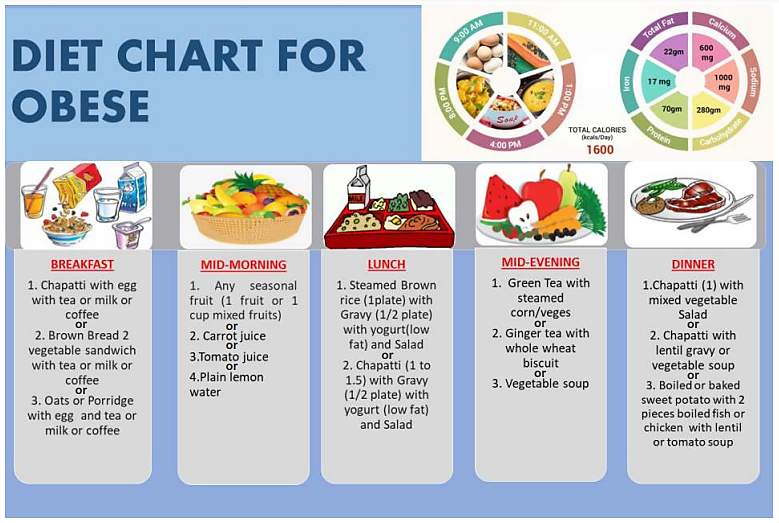 DIET CHART FOR
OBESE
9:00 AM
11:00 AM
1:00 PM
4:00 PM
8:00 PM
Soup
TOTAL CALORIES
(kcals/Day)
1600
Total Fat
Calcium
Sodium
Carbohydrate
Protein
Iron
22gm
600
mg
1000
mg
280gm
70gm
17 mg
MILK
BREAKFAST
1. Chapatti with egg
with tea or milk or
coffee
or
2. Brown Bread 2
vegetable sandwich
with tea or milk or
coffee
or
3. Oats or Porridge
with egg and tea or
milk or coffee
MID-MORNING
1. Any seasonal
fruit (1 fruit or 1
cup mixed fruits)
or
2. Carrot juice
or
3.Tomato juice
or
4.Plain lemon
water
LUNCH
1. Steamed Brown
rice (1plate) with
Gravy (1/2 plate)
with yogurt(low
fat) and Salad
or
2. Chapatti (1 to
1.5) with Gravy
(1/2 plate) with
yogurt (low fat)
and Salad
MID-EVENING
1. Green Tea with
steamed
corn/veges
or
2. Ginger tea with
whole wheat
biscuit
or
3. Vegetable soup
DINNER
1.Chapatti (1) with
mixed vegetable
Salad
or
2. Chapatti with
lentil gravy or
vegetable soup
or
3. Boiled or baked
sweet potato with 2
pieces boiled fish or
chicken with lentil
or tomato soup